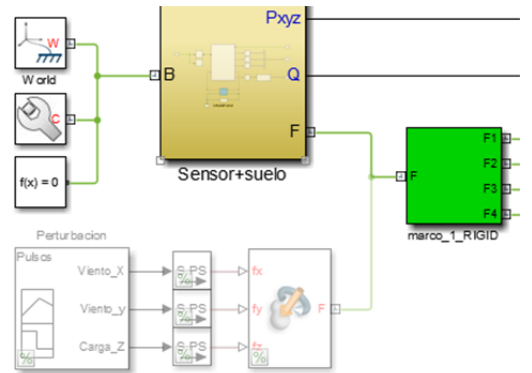 Pxyz
W
World
B
Q
C
F
f(x) = 0
Sensor+suelo
F
F1
F2
F3
F4
marco_1_RIGID
Perturbacion
Pulsos
Viento_X
S PS
fx
Viento_y
S PS
fy
F
Carga_Z
S PS
fz
%
%
%
%
%